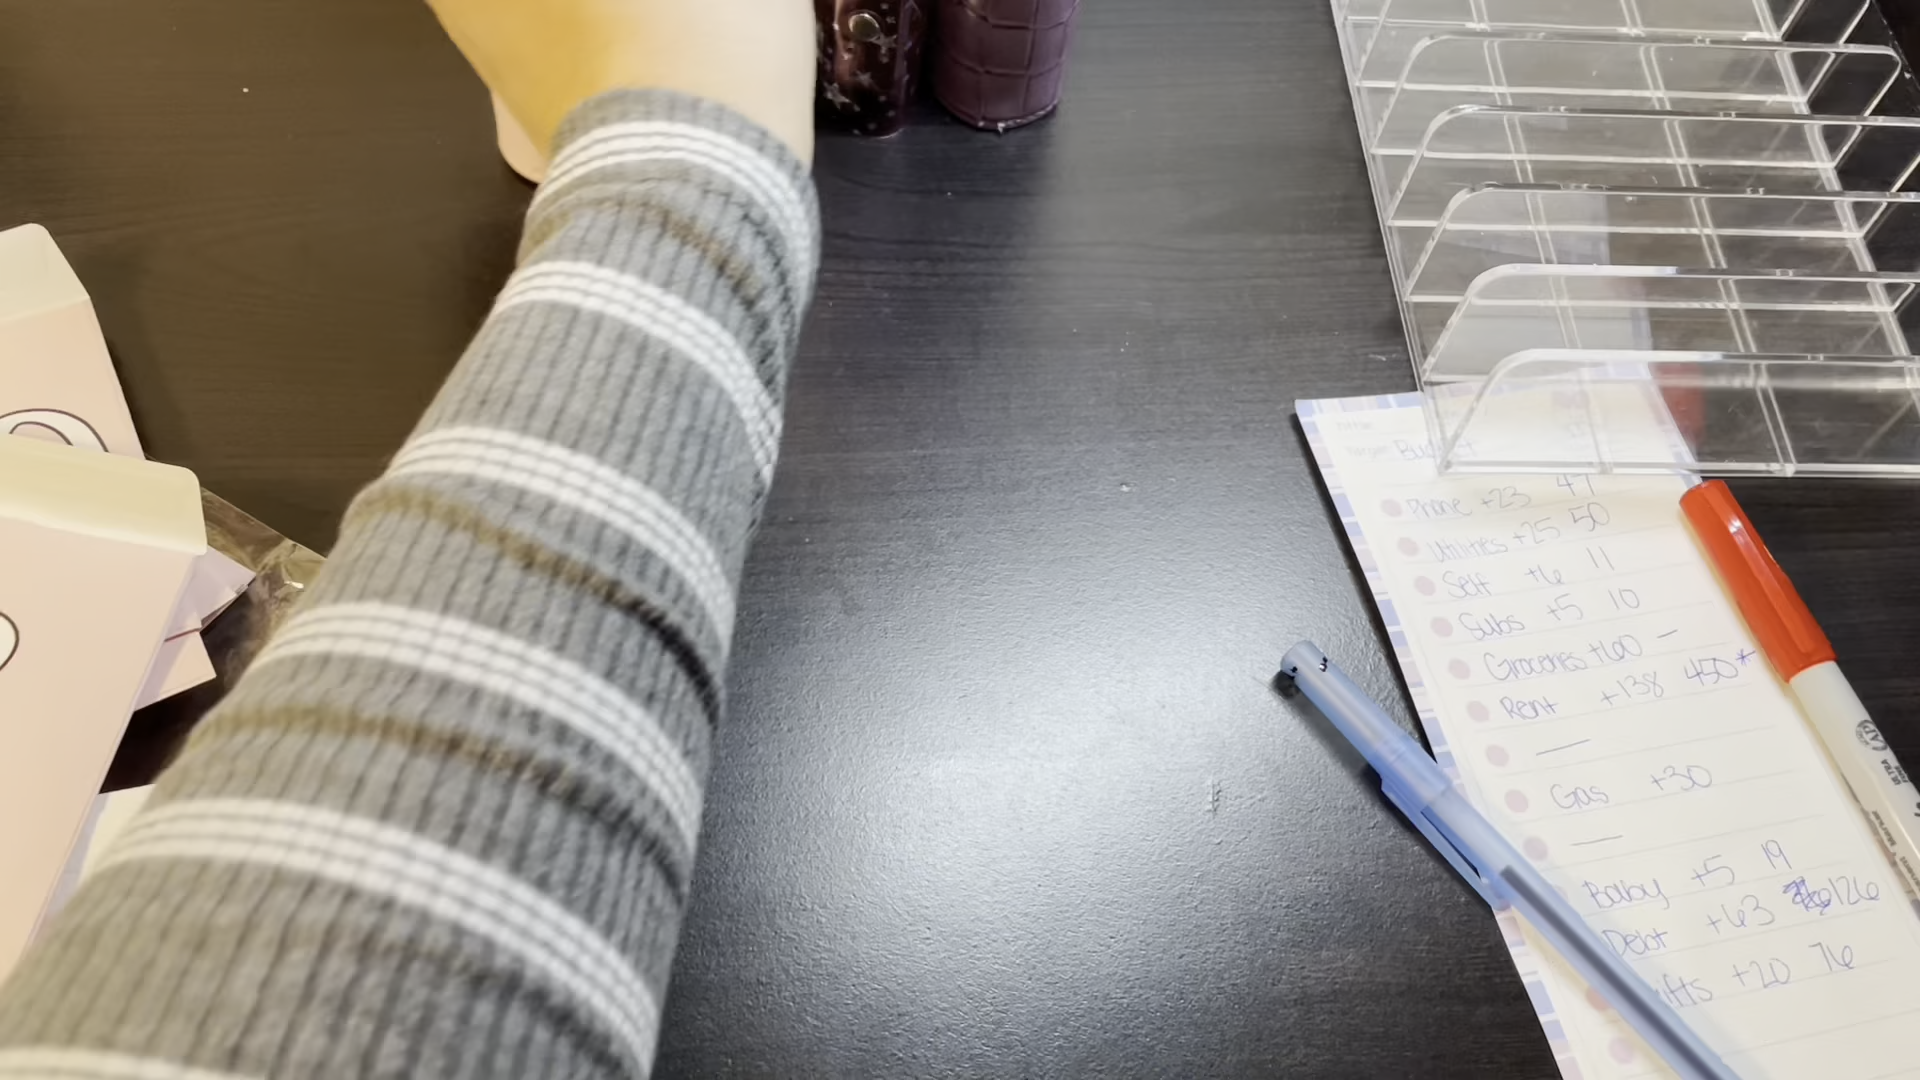 Budget
Phone +23 47
Utilities +25 50
Self +6 11
Subs +5 10
Groceries +60 —
Rent +138 450*
—
Gas +30
—
Baby +5 19
Debt +63 126
+20 76
ULTRA